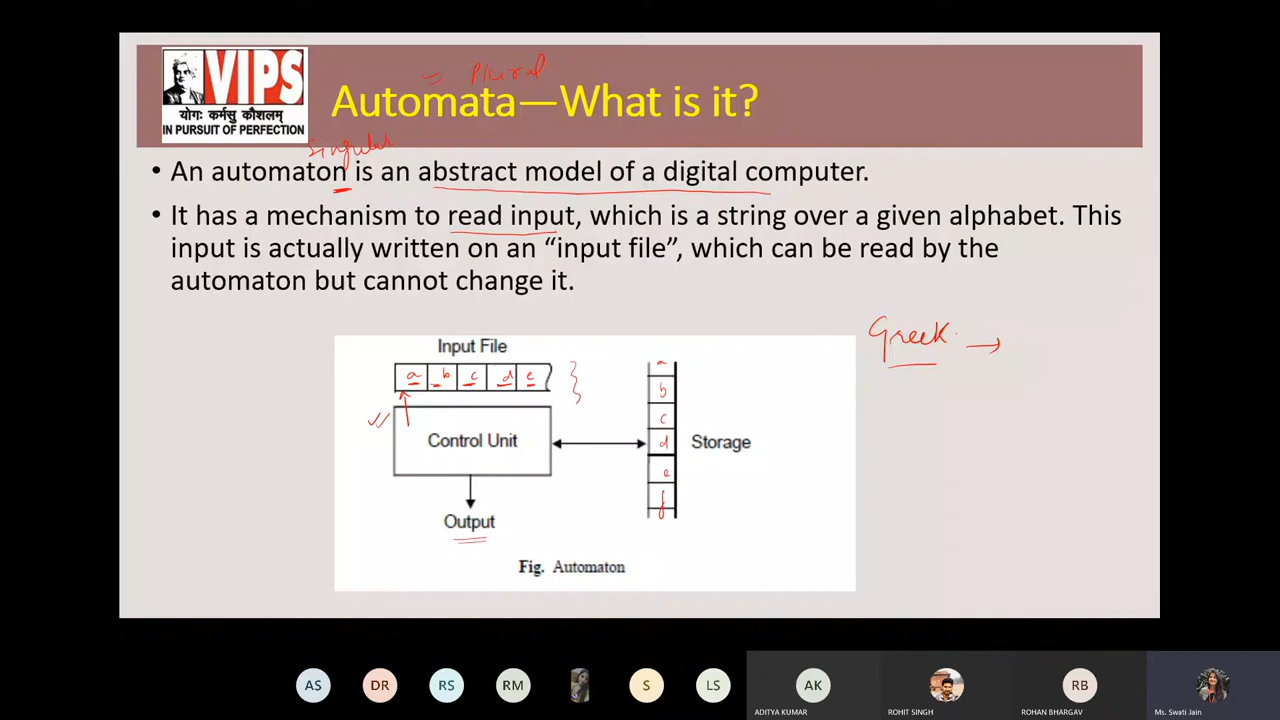 VIPS
योगः कर्मसु कौशलम्
IN PURSUIT OF PERFECTION
= Plural
Automata—What is it?
Singular
• An automaton is an abstract model of a digital computer.
• It has a mechanism to read input, which is a string over a given alphabet. This
input is actually written on an “input file”, which can be read by the
automaton but cannot change it.
Greek →
Input File
a b c d e }
Control Unit
Output
a
b
c
d
e
f
Storage
Fig. Automaton
AS DR RS RM S LS AK RB
ADITYA KUMAR ROHIT SINGH ROHAN BHARGAV Ms. Swati Jain